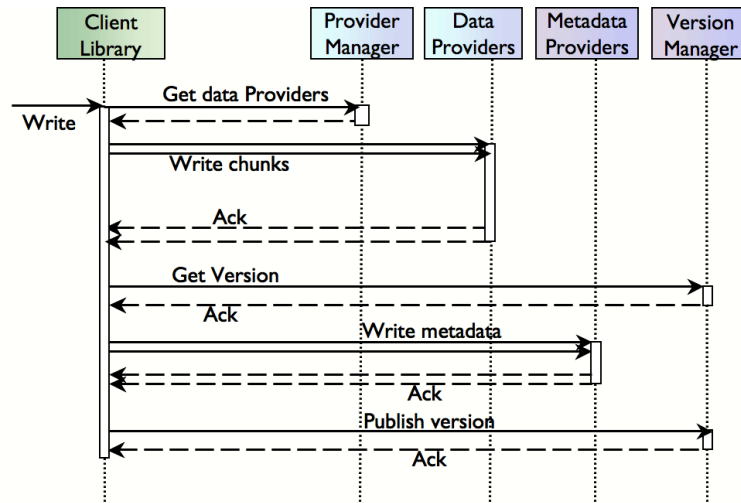 Client
Library
Provider
Manager
Data
Providers
Metadata
Providers
Version
Manager
Get data Providers
Write
Write chunks
Ack
Get Version
Ack
Write metadata
Ack
Publish version
Ack